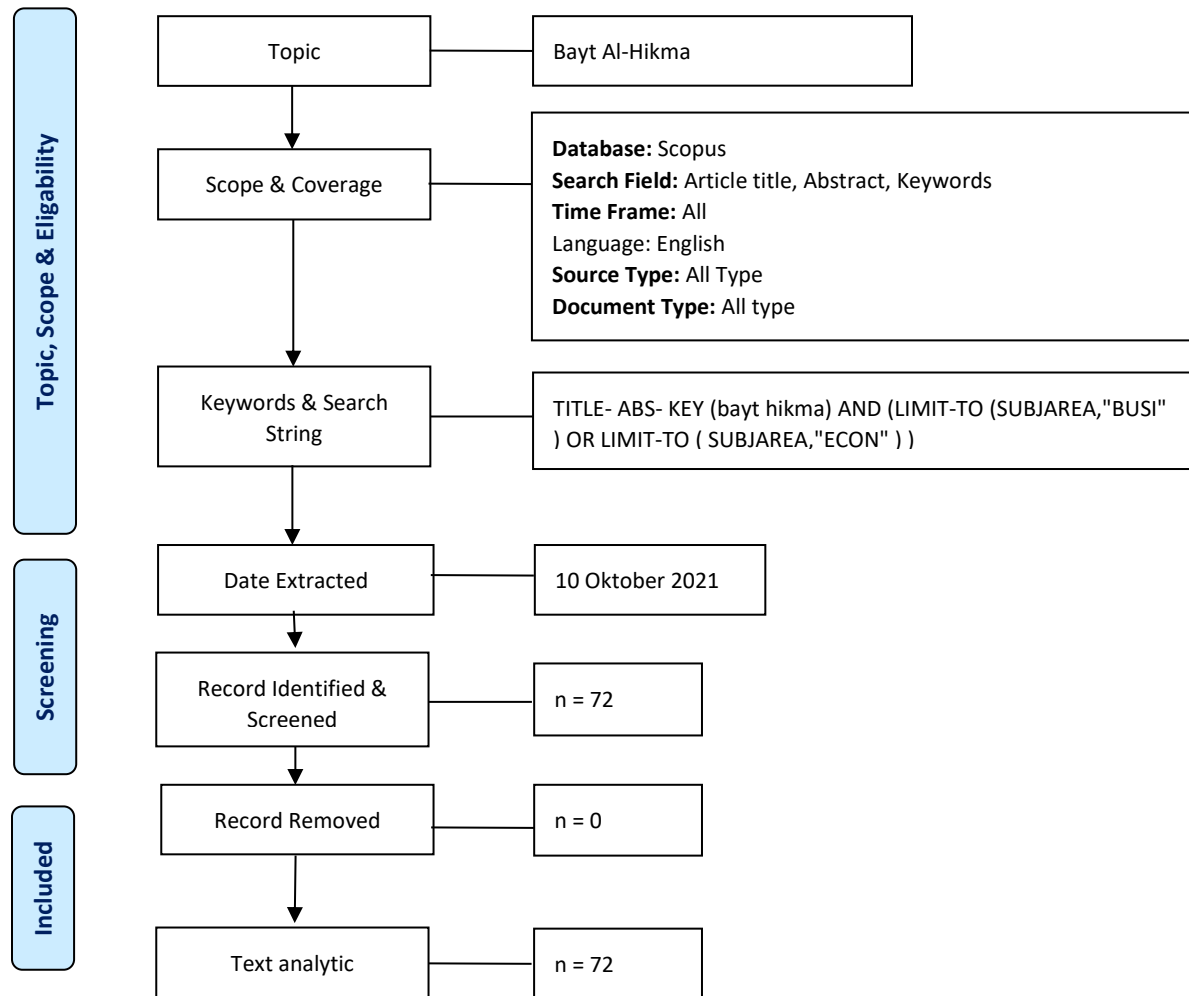 Topic, Scope & Eligability
Topic
Bayt Al-Hikma
Scope & Coverage
Database: Scopus
Search Field: Article title, Abstract, Keywords
Time Frame: All
Language: English
Source Type: All Type
Document Type: All type
Keywords & Search
String
TITLE- ABS- KEY (bayt hikma) AND (LIMIT-TO (SUBJAREA,"BUSI"
) OR LIMIT-TO ( SUBJAREA,"ECON" ) )
Screening
Date Extracted
10 Oktober 2021
Record Identified &
Screened
n = 72
Included
Record Removed
n = 0
Text analytic
n = 72